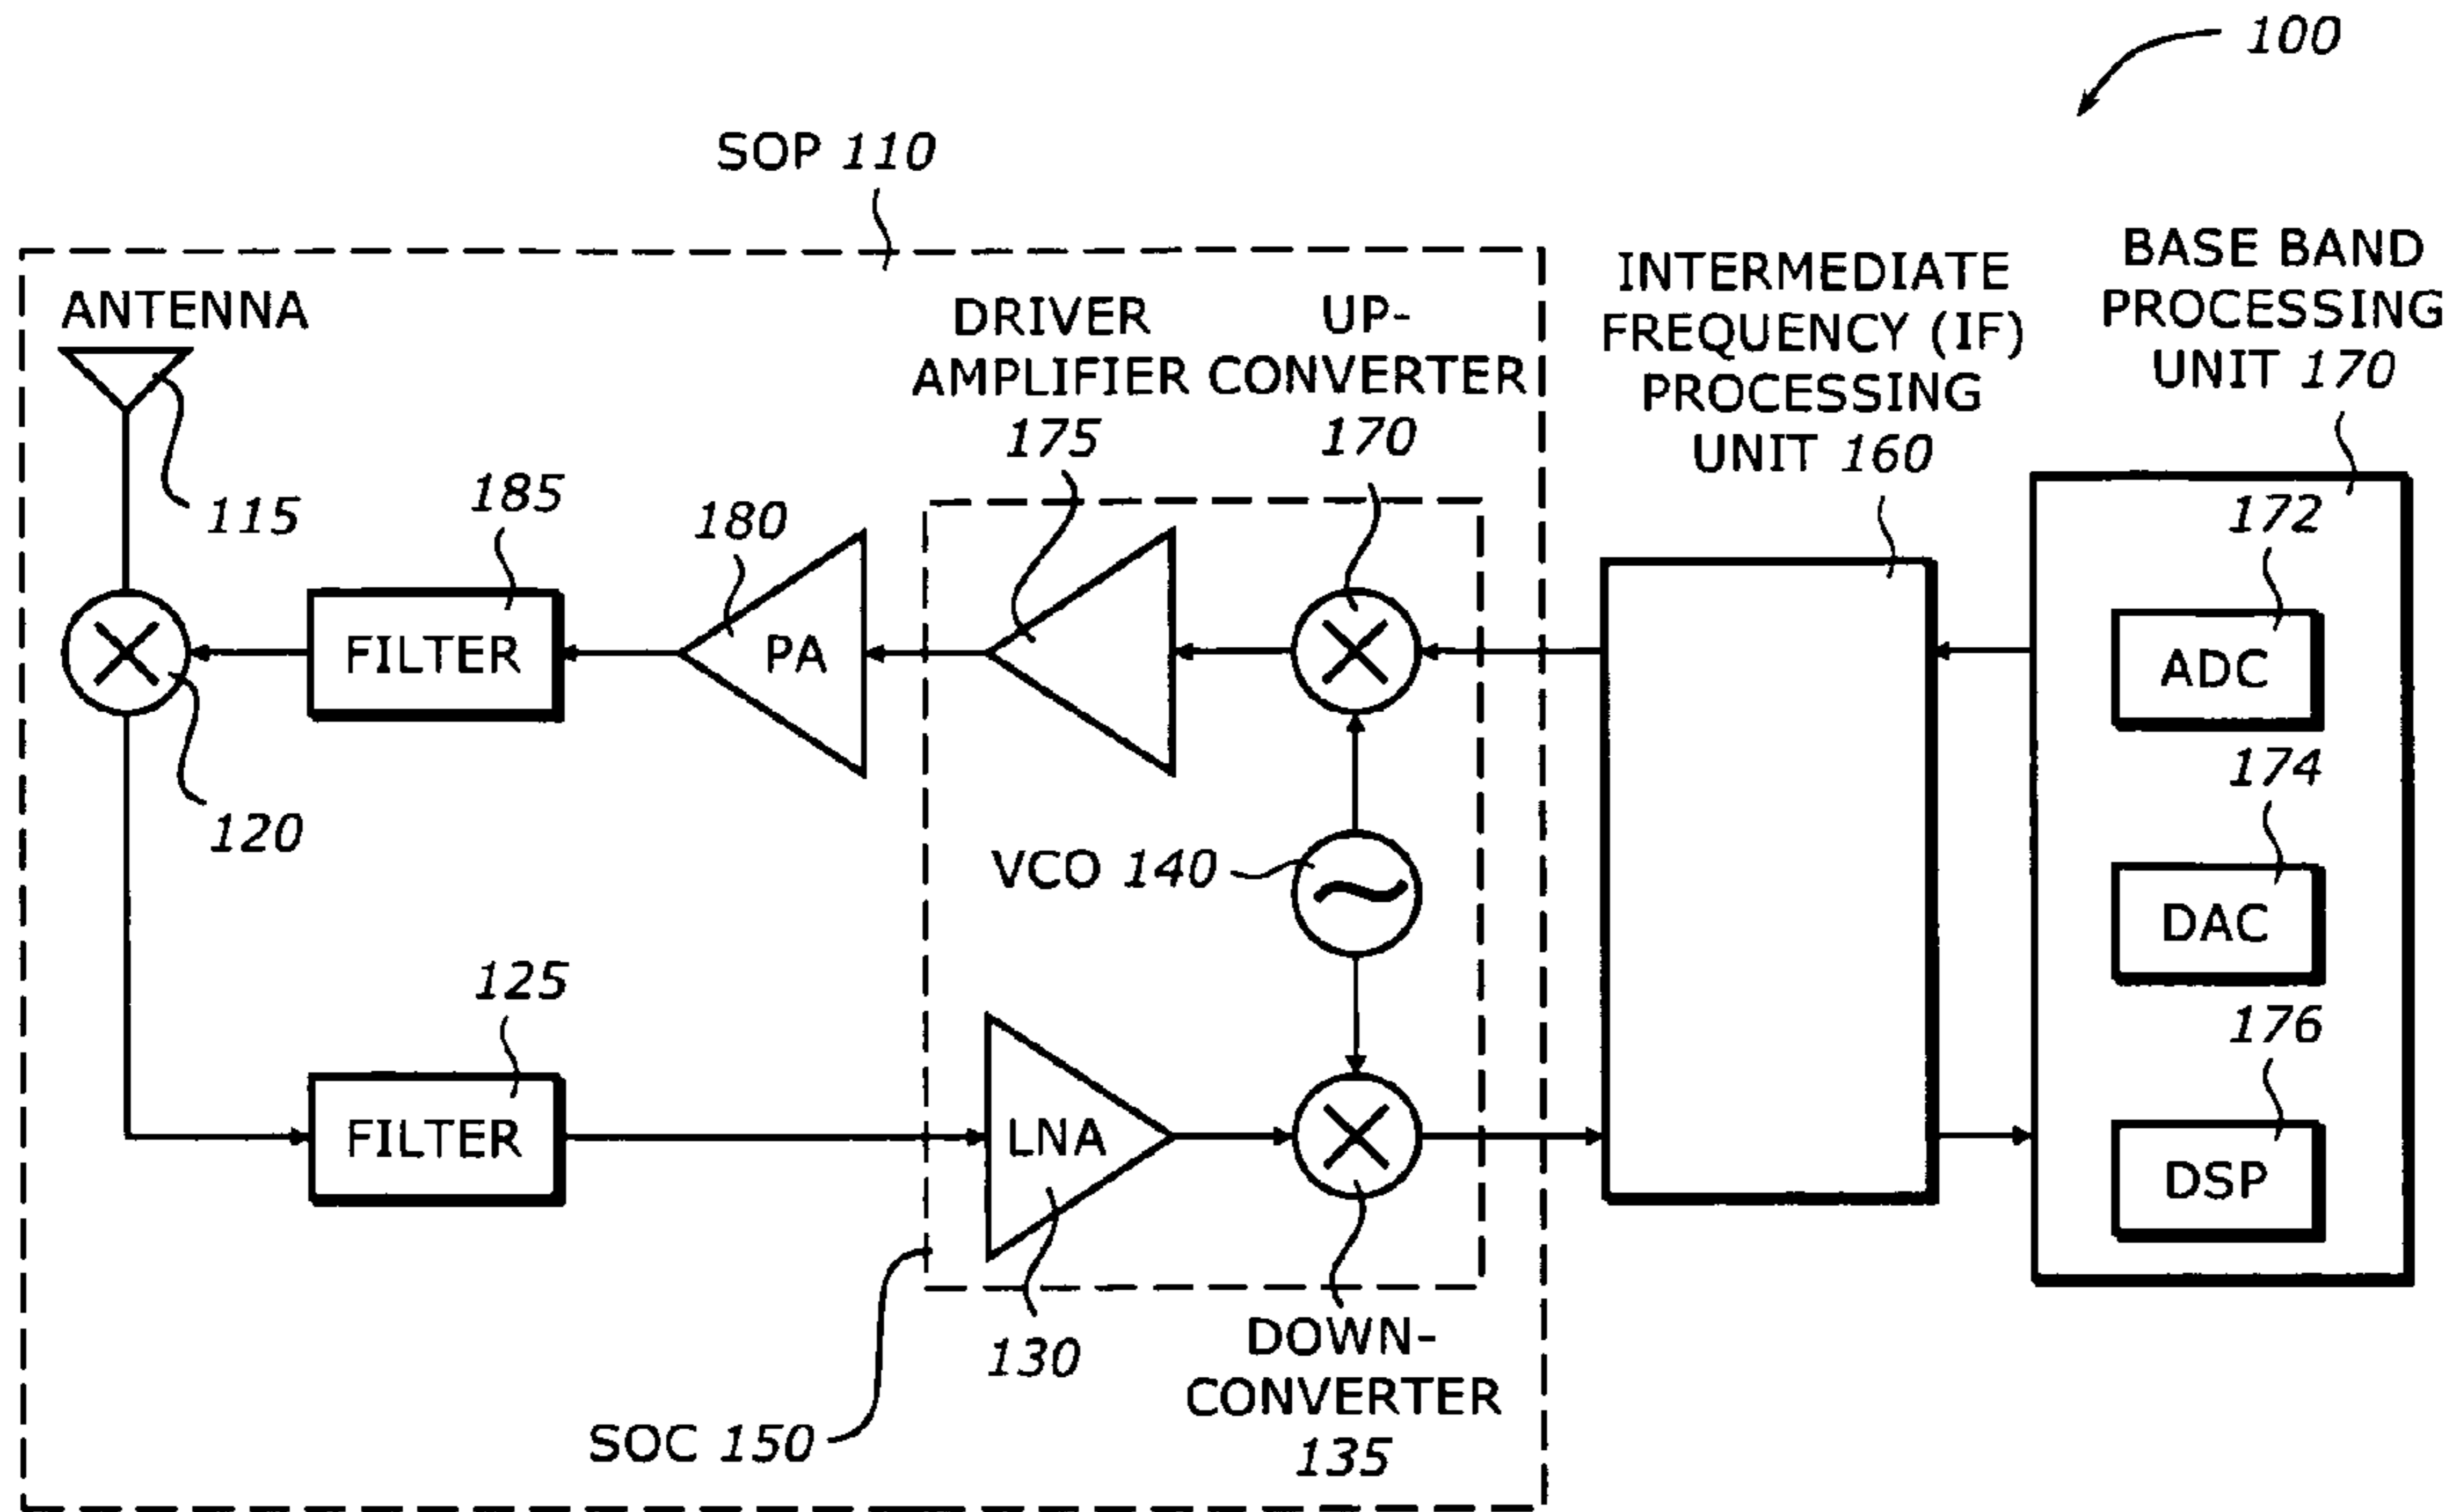 100
SOP 110
ANTENNA
115
DRIVER
AMPLIFIER
175
UP-
CONVERTER
170
INTERMEDIATE
FREQUENCY (IF)
PROCESSING
UNIT 160
BASE BAND
PROCESSING
UNIT 170
185
FILTER
180
PA
120
VCO 140
172
ADC
174
DAC
176
DSP
125
FILTER
LNA
130
DOWN-
CONVERTER
135
SOC 150